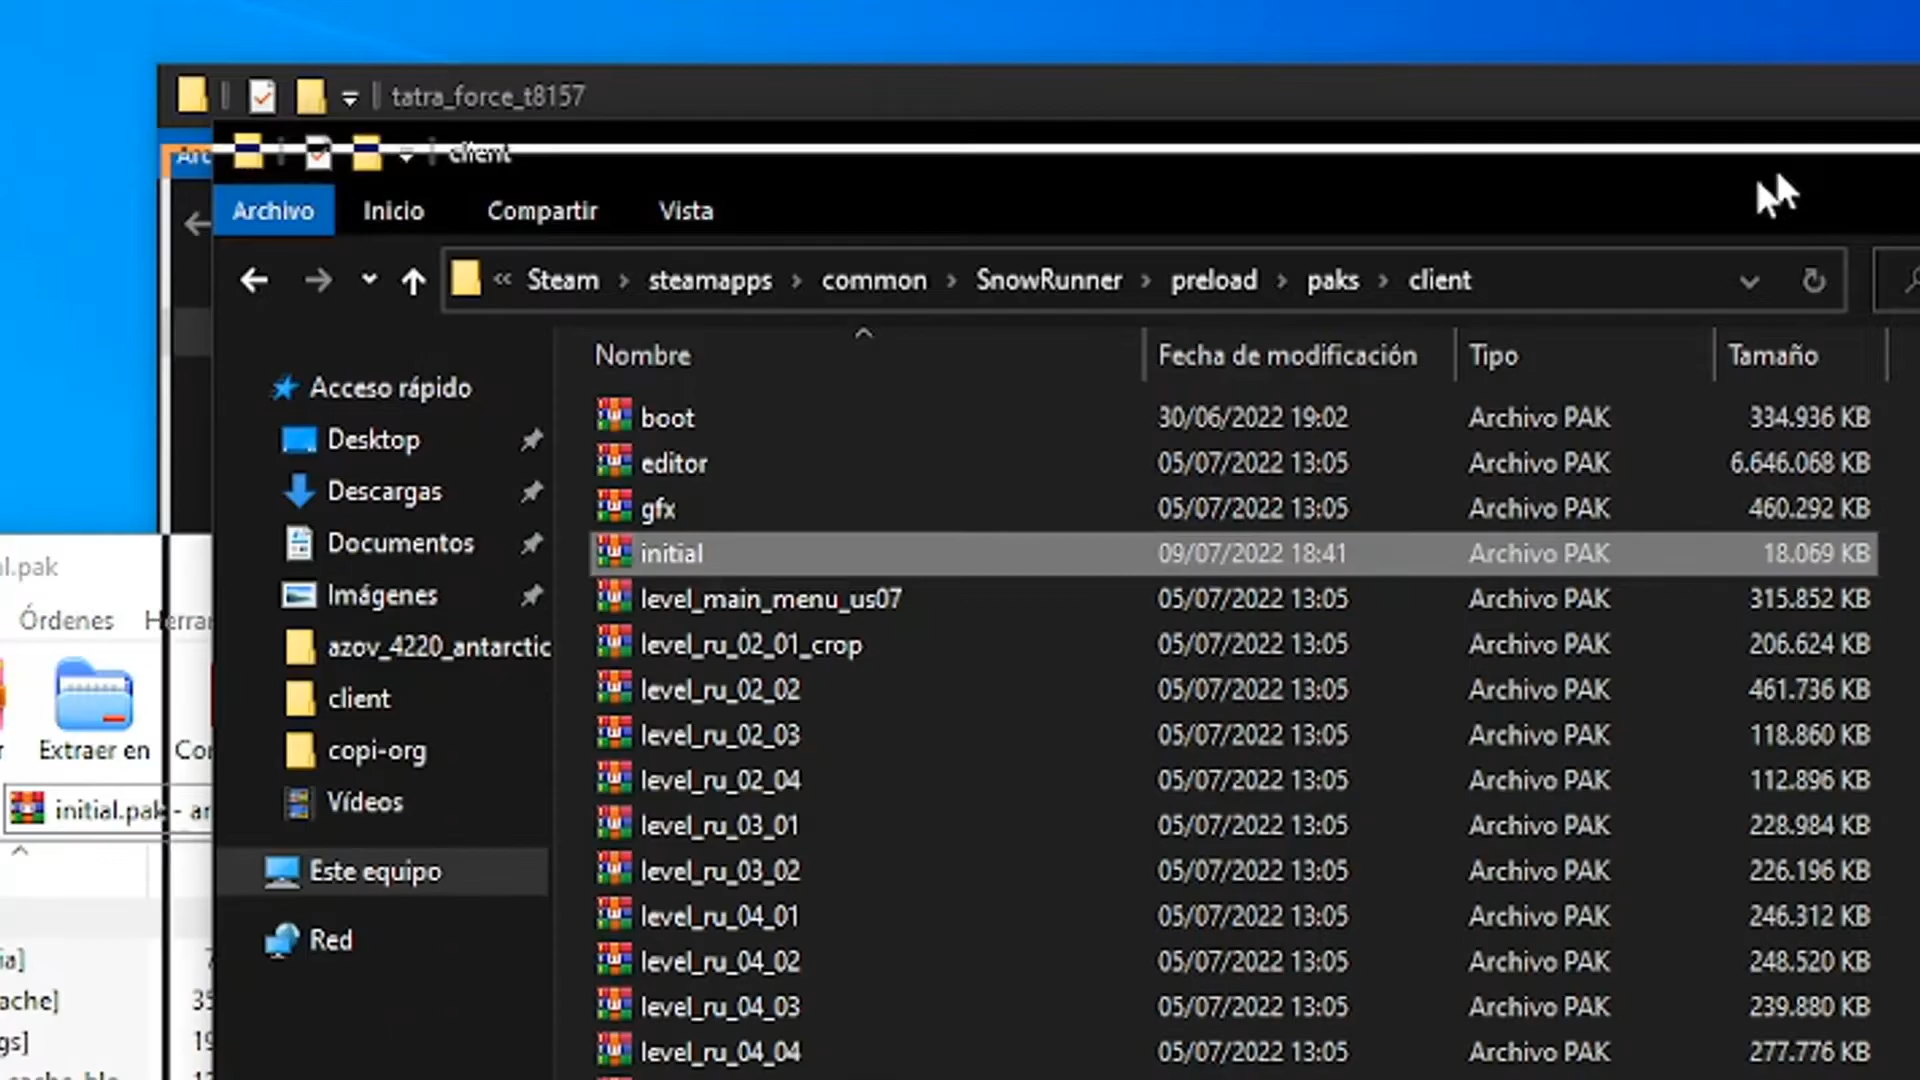 tatra_force_t8157
client
Archivo Inicio Compartir Vista
« Steam › steamapps › common › SnowRunner › preload › paks › client
Nombre Fecha de modificación Tipo Tamaño
Acceso rápido
Desktop
Descargas
Documentos
Imágenes
azov_4220_antarctic
client
copi-org
Vídeos
Este equipo
Red
boot 30/06/2022 19:02 Archivo PAK 334.936 KB
editor 05/07/2022 13:05 Archivo PAK 6.646.068 KB
gfx 05/07/2022 13:05 Archivo PAK 460.292 KB
initial 09/07/2022 18:41 Archivo PAK 18.069 KB
level_main_menu_us07 05/07/2022 13:05 Archivo PAK 315.852 KB
level_ru_02_01_crop 05/07/2022 13:05 Archivo PAK 206.624 KB
level_ru_02_02 05/07/2022 13:05 Archivo PAK 461.736 KB
level_ru_02_03 05/07/2022 13:05 Archivo PAK 118.860 KB
level_ru_02_04 05/07/2022 13:05 Archivo PAK 112.896 KB
level_ru_03_01 05/07/2022 13:05 Archivo PAK 228.984 KB
level_ru_03_02 05/07/2022 13:05 Archivo PAK 226.196 KB
level_ru_04_01 05/07/2022 13:05 Archivo PAK 246.312 KB
level_ru_04_02 05/07/2022 13:05 Archivo PAK 248.520 KB
level_ru_04_03 05/07/2022 13:05 Archivo PAK 239.880 KB
level_ru_04_04 05/07/2022 13:05 Archivo PAK 277.776 KB
l.pak
Órdenes Herrar
Extraer en
initial.pak - ar
ia]
ache] 35
gs] 19